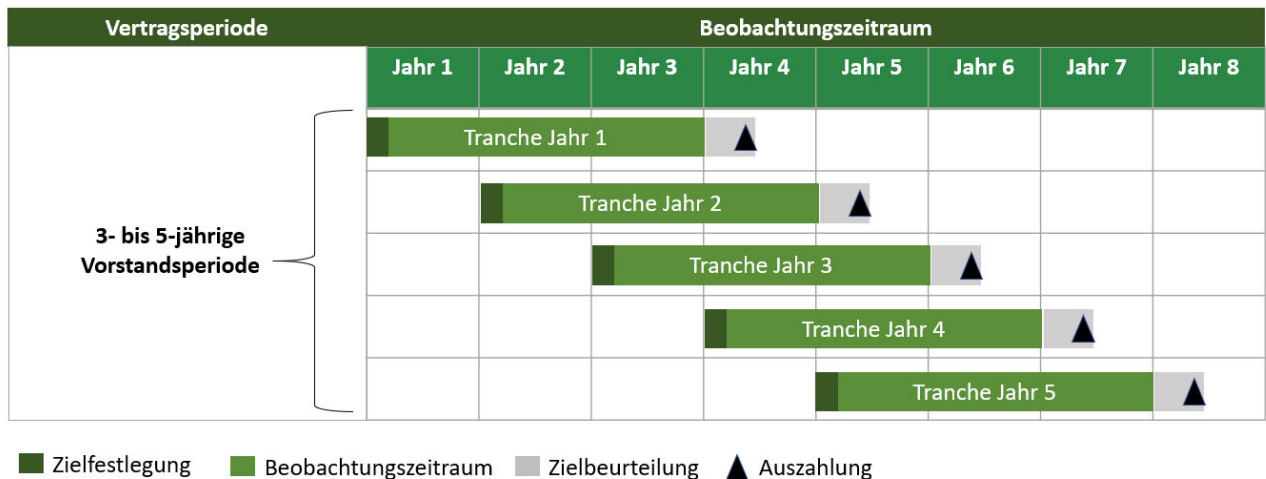 Vertragsperiode Beobachtungszeitraum
Jahr 1 Jahr 2 Jahr 3 Jahr 4 Jahr 5 Jahr 6 Jahr 7 Jahr 8
Tranche Jahr 1
Tranche Jahr 2
3- bis 5-jährige
Vorstandsperiode
Tranche Jahr 3
Tranche Jahr 4
Tranche Jahr 5
Zielfestlegung Beobachtungszeitraum Zielbeurteilung Auszahlung